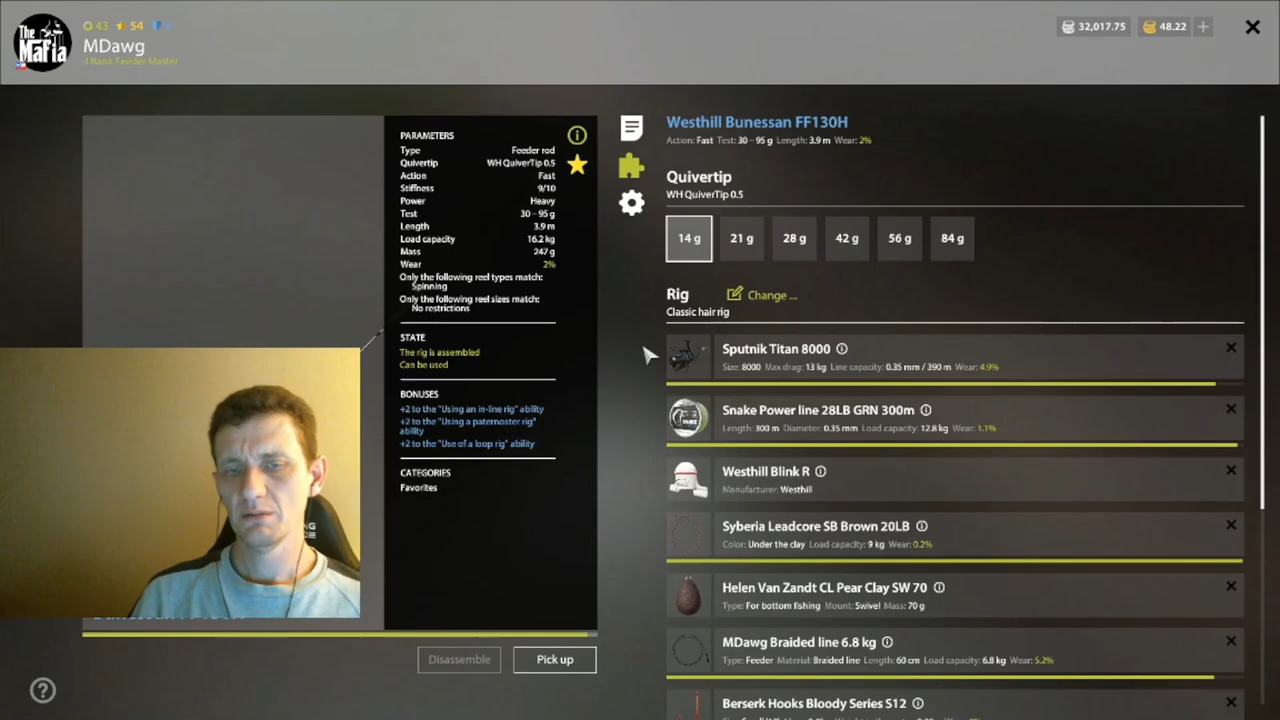 The
Mafia
43 54
MDawg
4 Rank Feeder Master
32,017.75 48.22 +
PARAMETERS
Type Feeder rod
Quivertip WH QuiverTip 0.5
Action Fast
Stiffness 9/10
Power Heavy
Test 30 – 95 g
Length 3.9 m
Load capacity 16.2 kg
Mass 247 g
Wear 2%
Only the following reel types match:
Spinning
Only the following reel sizes match:
No restrictions
STATE
The rig is assembled
Can be used
BONUSES
+2 to the "Using an in-line rig" ability
+2 to the "Using a paternoster rig"
ability
+2 to the "Use of a loop rig" ability
CATEGORIES
Favorites
Disassemble Pick up
Westhill Bunessan FF130H
Action: Fast Test: 30 – 95 g Length: 3.9 m Wear: 2%
Quivertip
WH QuiverTip 0.5
14 g 21 g 28 g 42 g 56 g 84 g
Rig Change ...
Classic hair rig
Sputnik Titan 8000
Size: 8000 Max drag: 13 kg Line capacity: 0.35 mm / 390 m Wear: 4.9%
Snake Power line 28LB GRN 300m
Length: 300 m Diameter: 0.35 mm Load capacity: 12.8 kg Wear: 1.1%
Westhill Blink R
Manufacturer: Westhill
Syberia Leadcore SB Brown 20LB
Color: Under the clay Load capacity: 9 kg Wear: 0.2%
Helen Van Zandt CL Pear Clay SW 70
Type: For bottom fishing Mount: Swivel Mass: 70 g
MDawg Braided line 6.8 kg
Type: Feeder Material: Braided line Length: 60 cm Load capacity: 6.8 kg Wear: 5.2%
Berserk Hooks Bloody Series S12